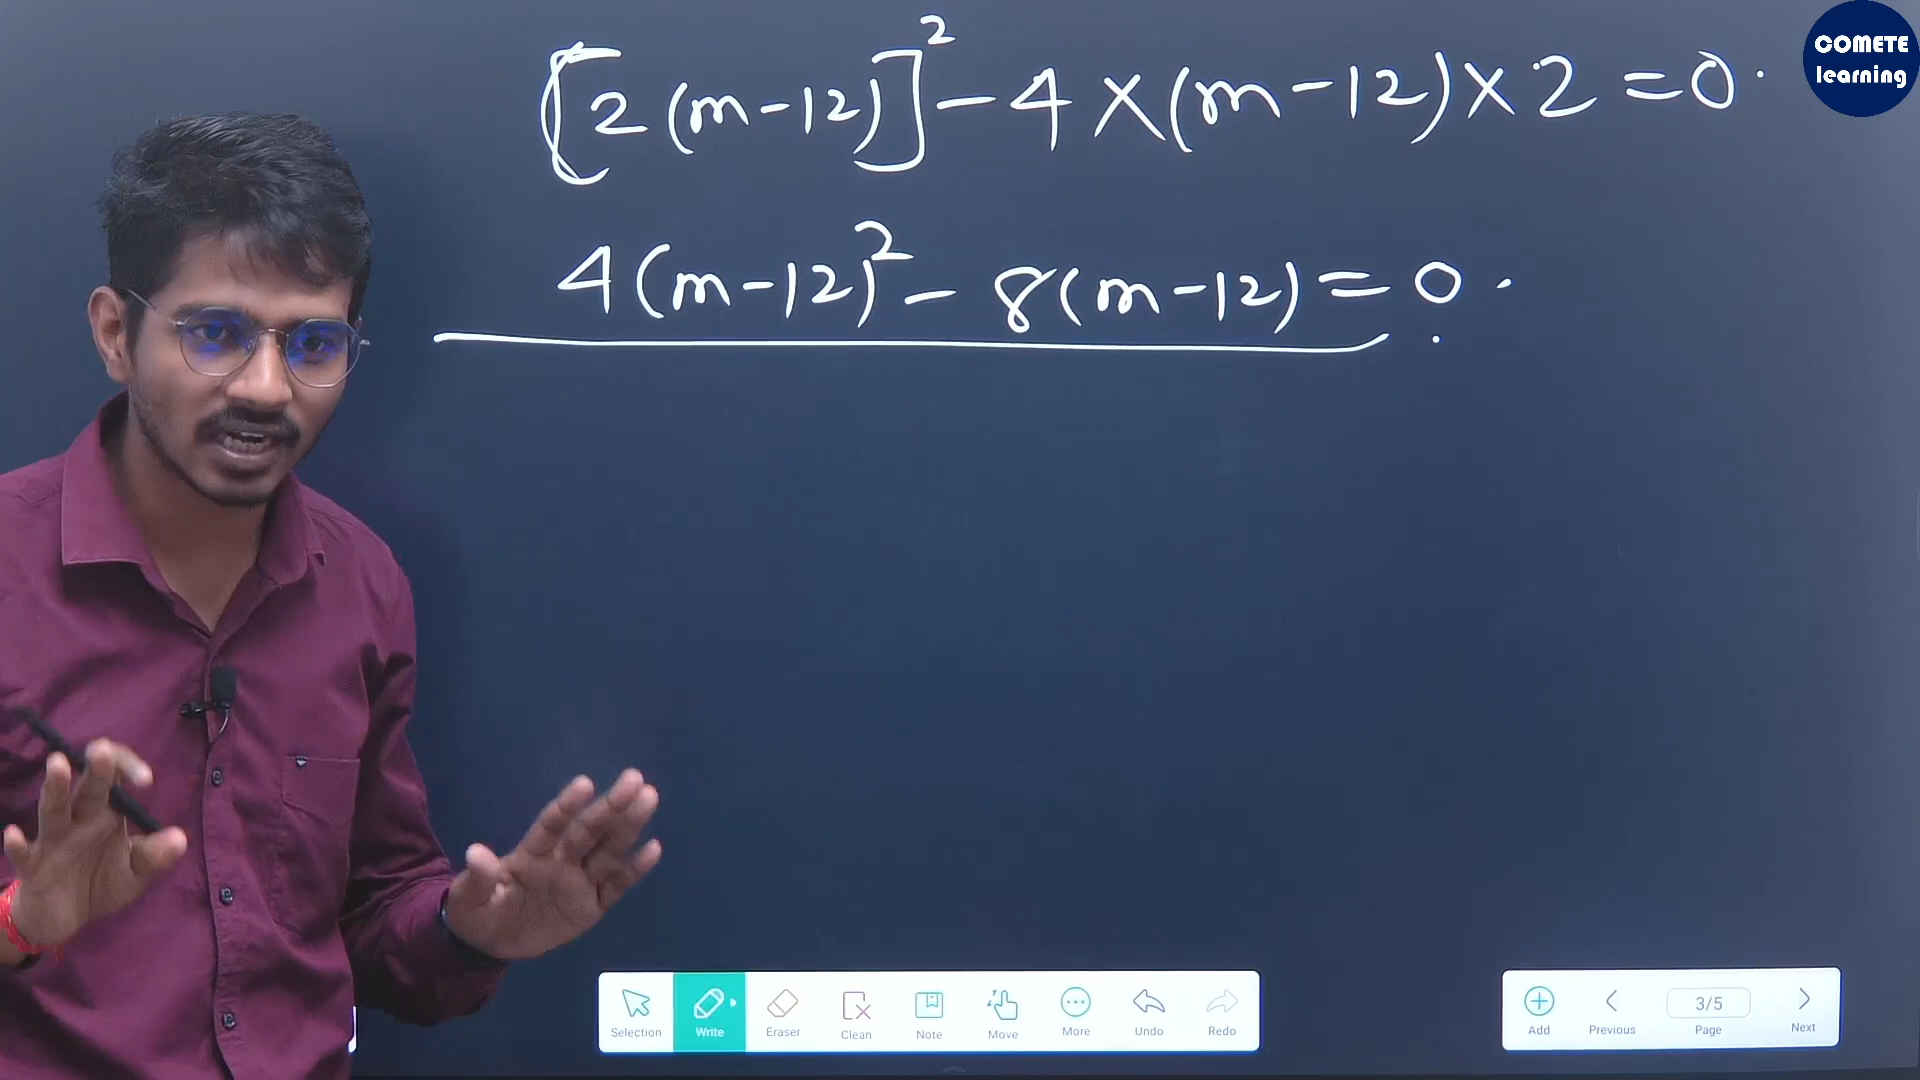 [2(m-12)]² - 4×(m-12)×2 = 0.
4(m-12)² - 8(m-12) = 0.
COMETE
learning
Selection Write Eraser Clean Note Move More Undo Redo
Add Previous 3/5 Page Next